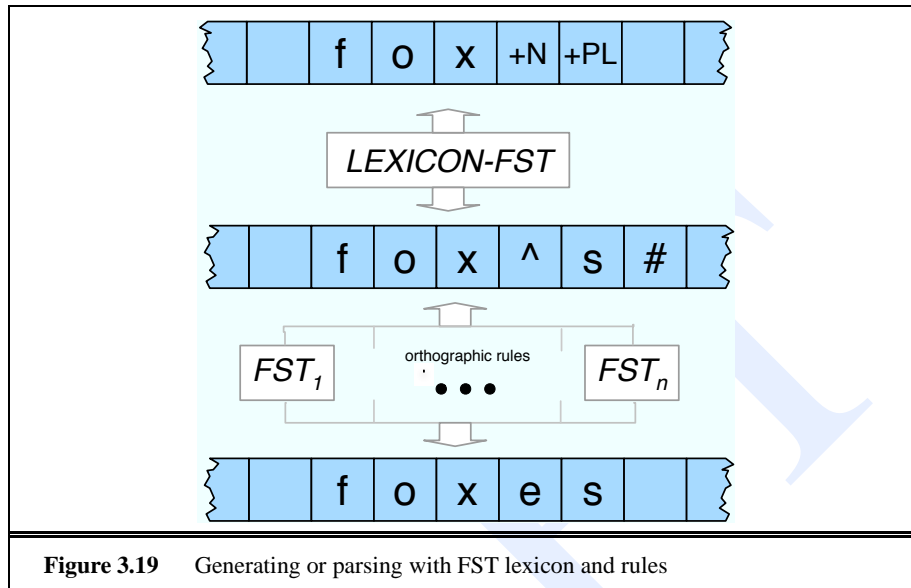 f o x +N +PL
LEXICON-FST
f o x ^ s #
orthographic rules
FST1 ••• FSTn
f o x e s
Figure 3.19 Generating or parsing with FST lexicon and rules